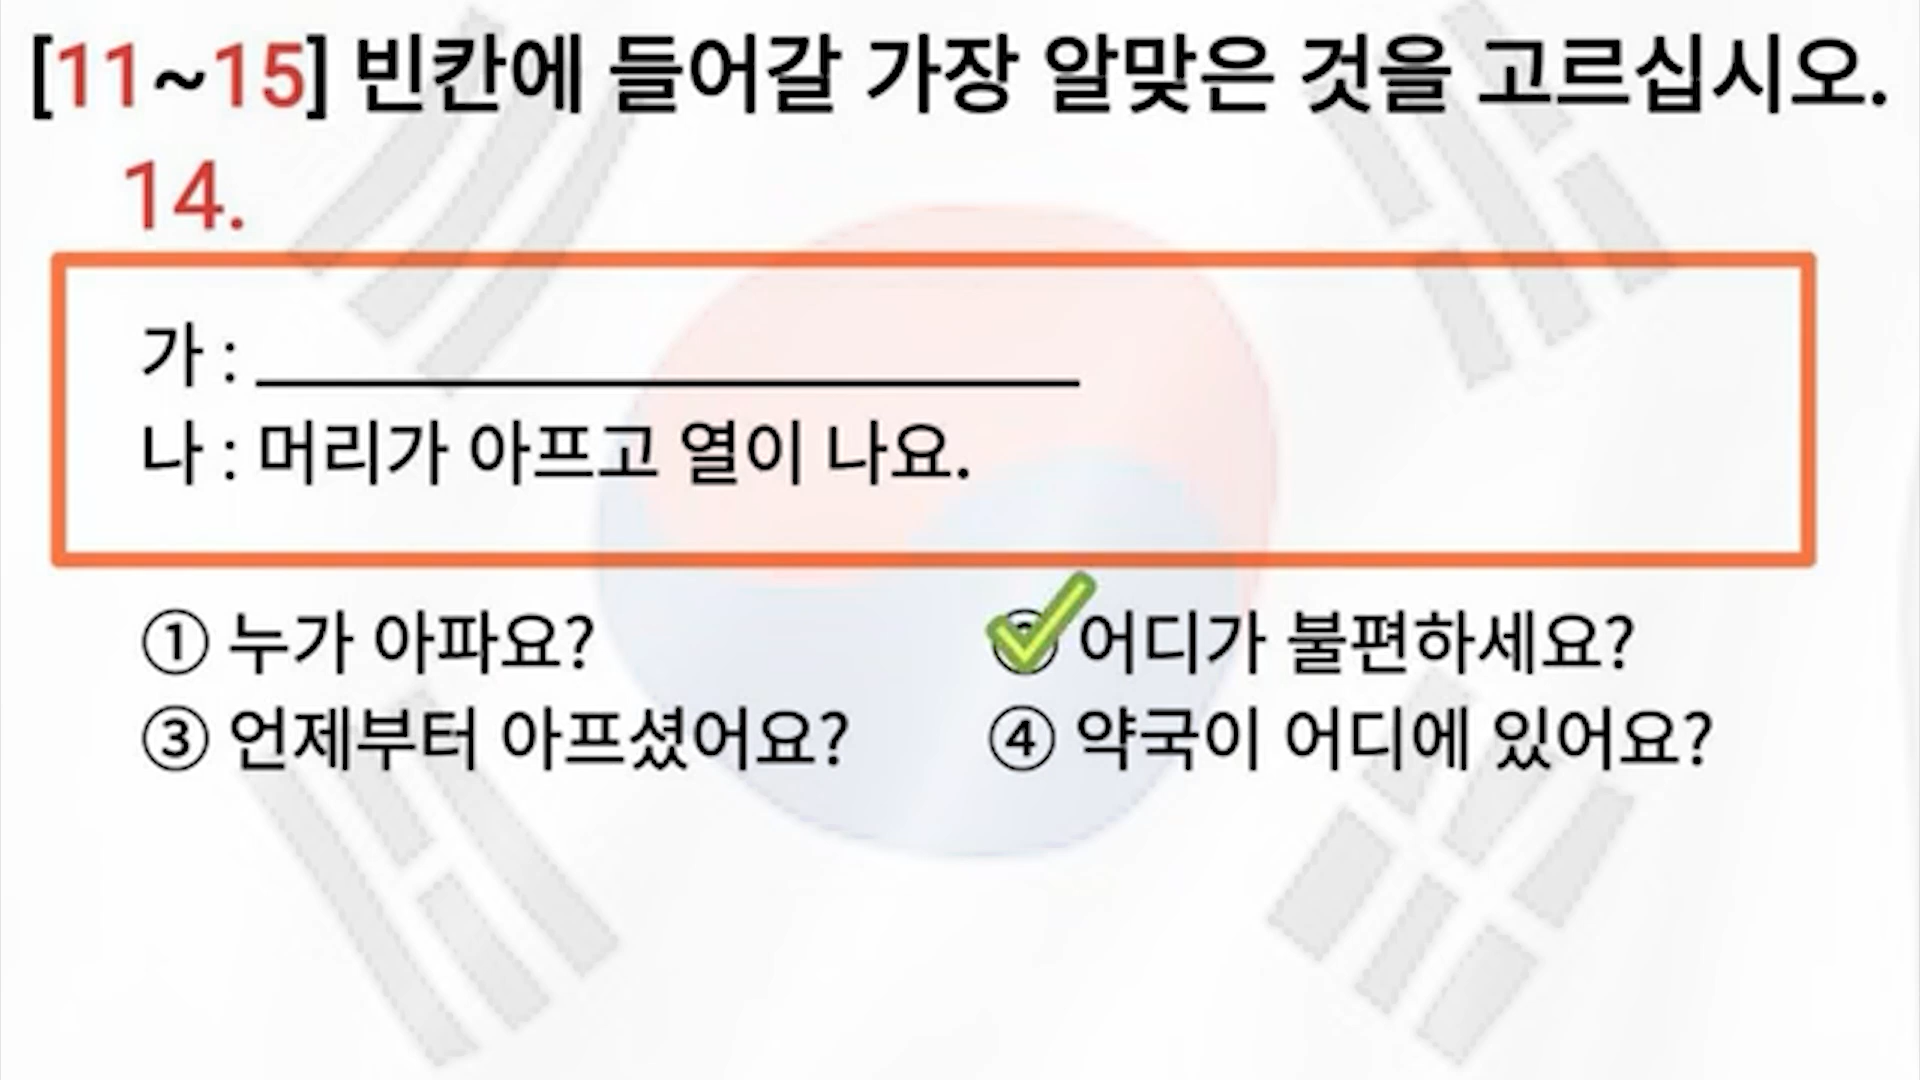 [11~15] 빈칸에 들어갈 가장 알맞은 것을 고르십시오.
14.
가 : ____________________
나 : 머리가 아프고 열이 나요.
① 누가 아파요? 어디가 불편하세요?
③ 언제부터 아프셨어요? ④ 약국이 어디에 있어요?